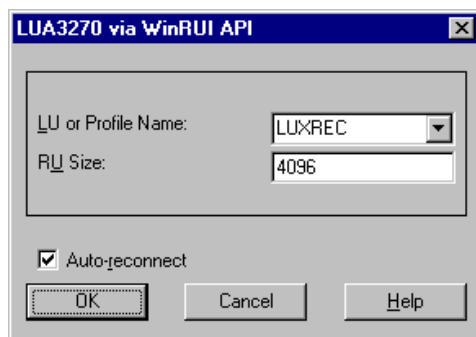 LUA3270 via WinRUI API
LU or Profile Name: LUXREC
RU Size: 4096
Auto-reconnect
OK Cancel Help